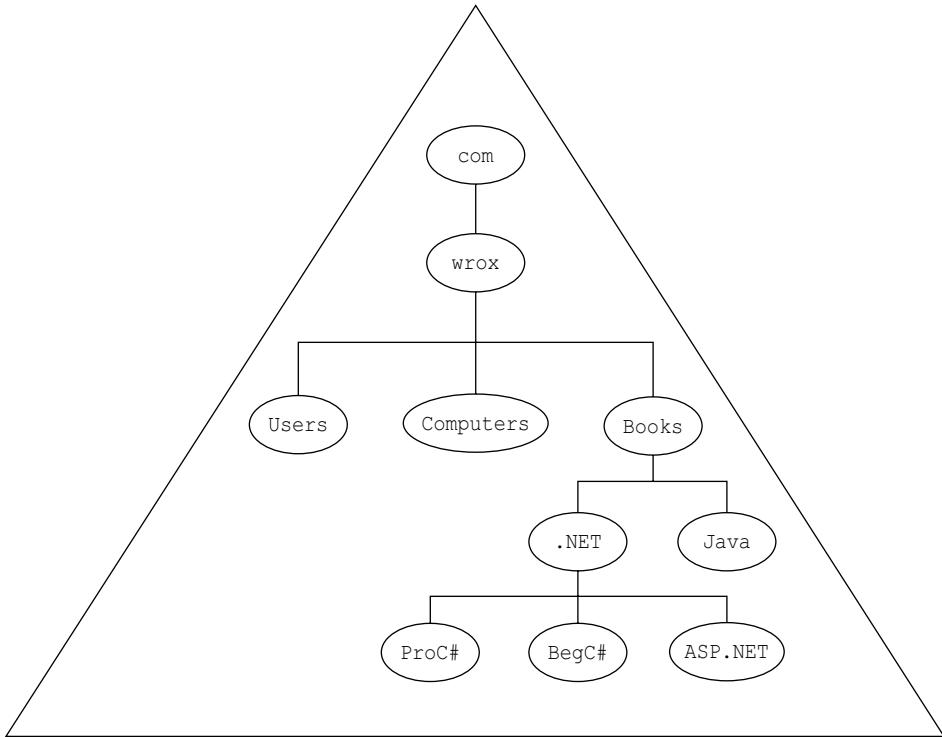 com
wrox
Users
Computers
Books
.NET
Java
ProC#
BegC#
ASP.NET